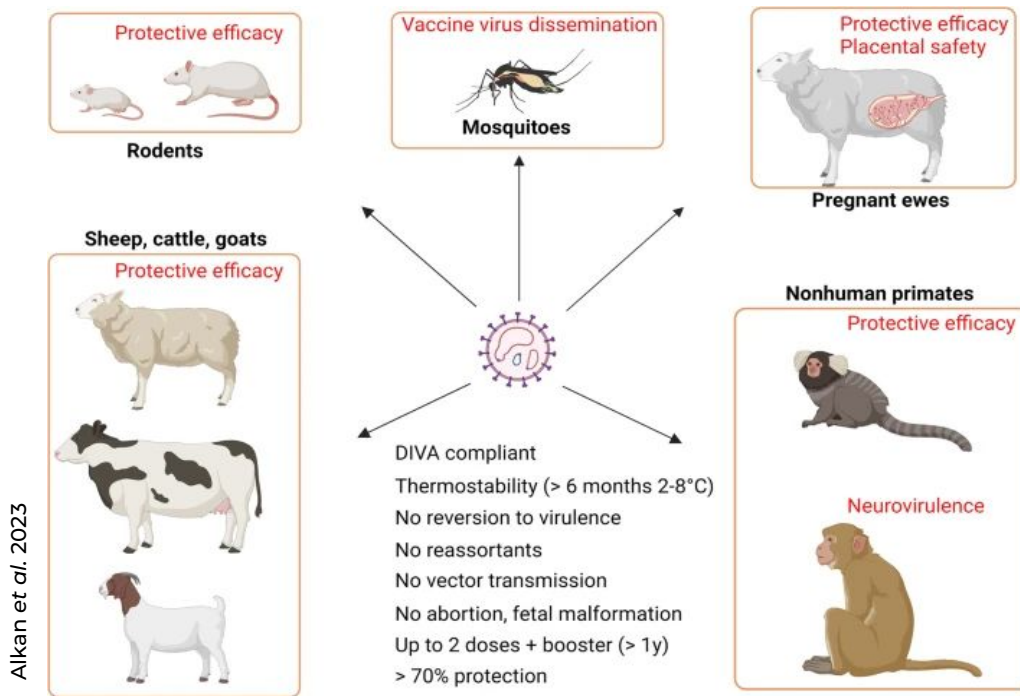 Protective efficacy
Rodents
Vaccine virus dissemination
Mosquitoes
Protective efficacy
Placental safety
Pregnant ewes
Sheep, cattle, goats
Protective efficacy
Nonhuman primates
Protective efficacy
Neurovirulence
DIVA compliant
Thermostability (> 6 months 2-8°C)
No reversion to virulence
No reassortants
No vector transmission
No abortion, fetal malformation
Up to 2 doses + booster (> 1y)
> 70% protection
Alkan et al. 2023